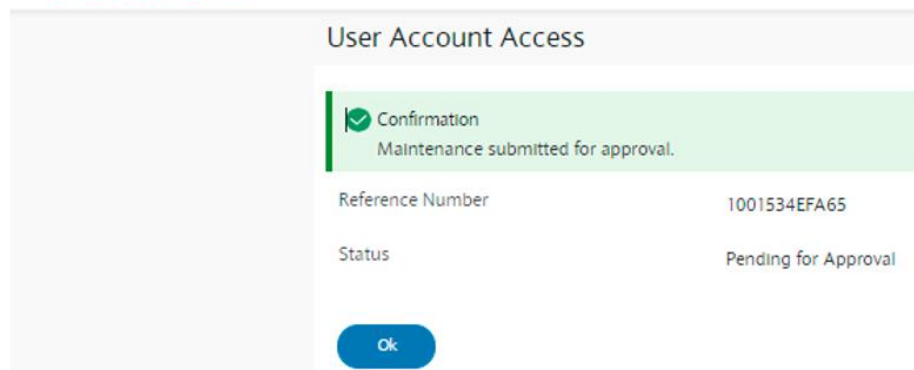 User Account Access
Confirmation
Maintenance submitted for approval.
Reference Number 1001534EFA65
Status Pending for Approval
Ok